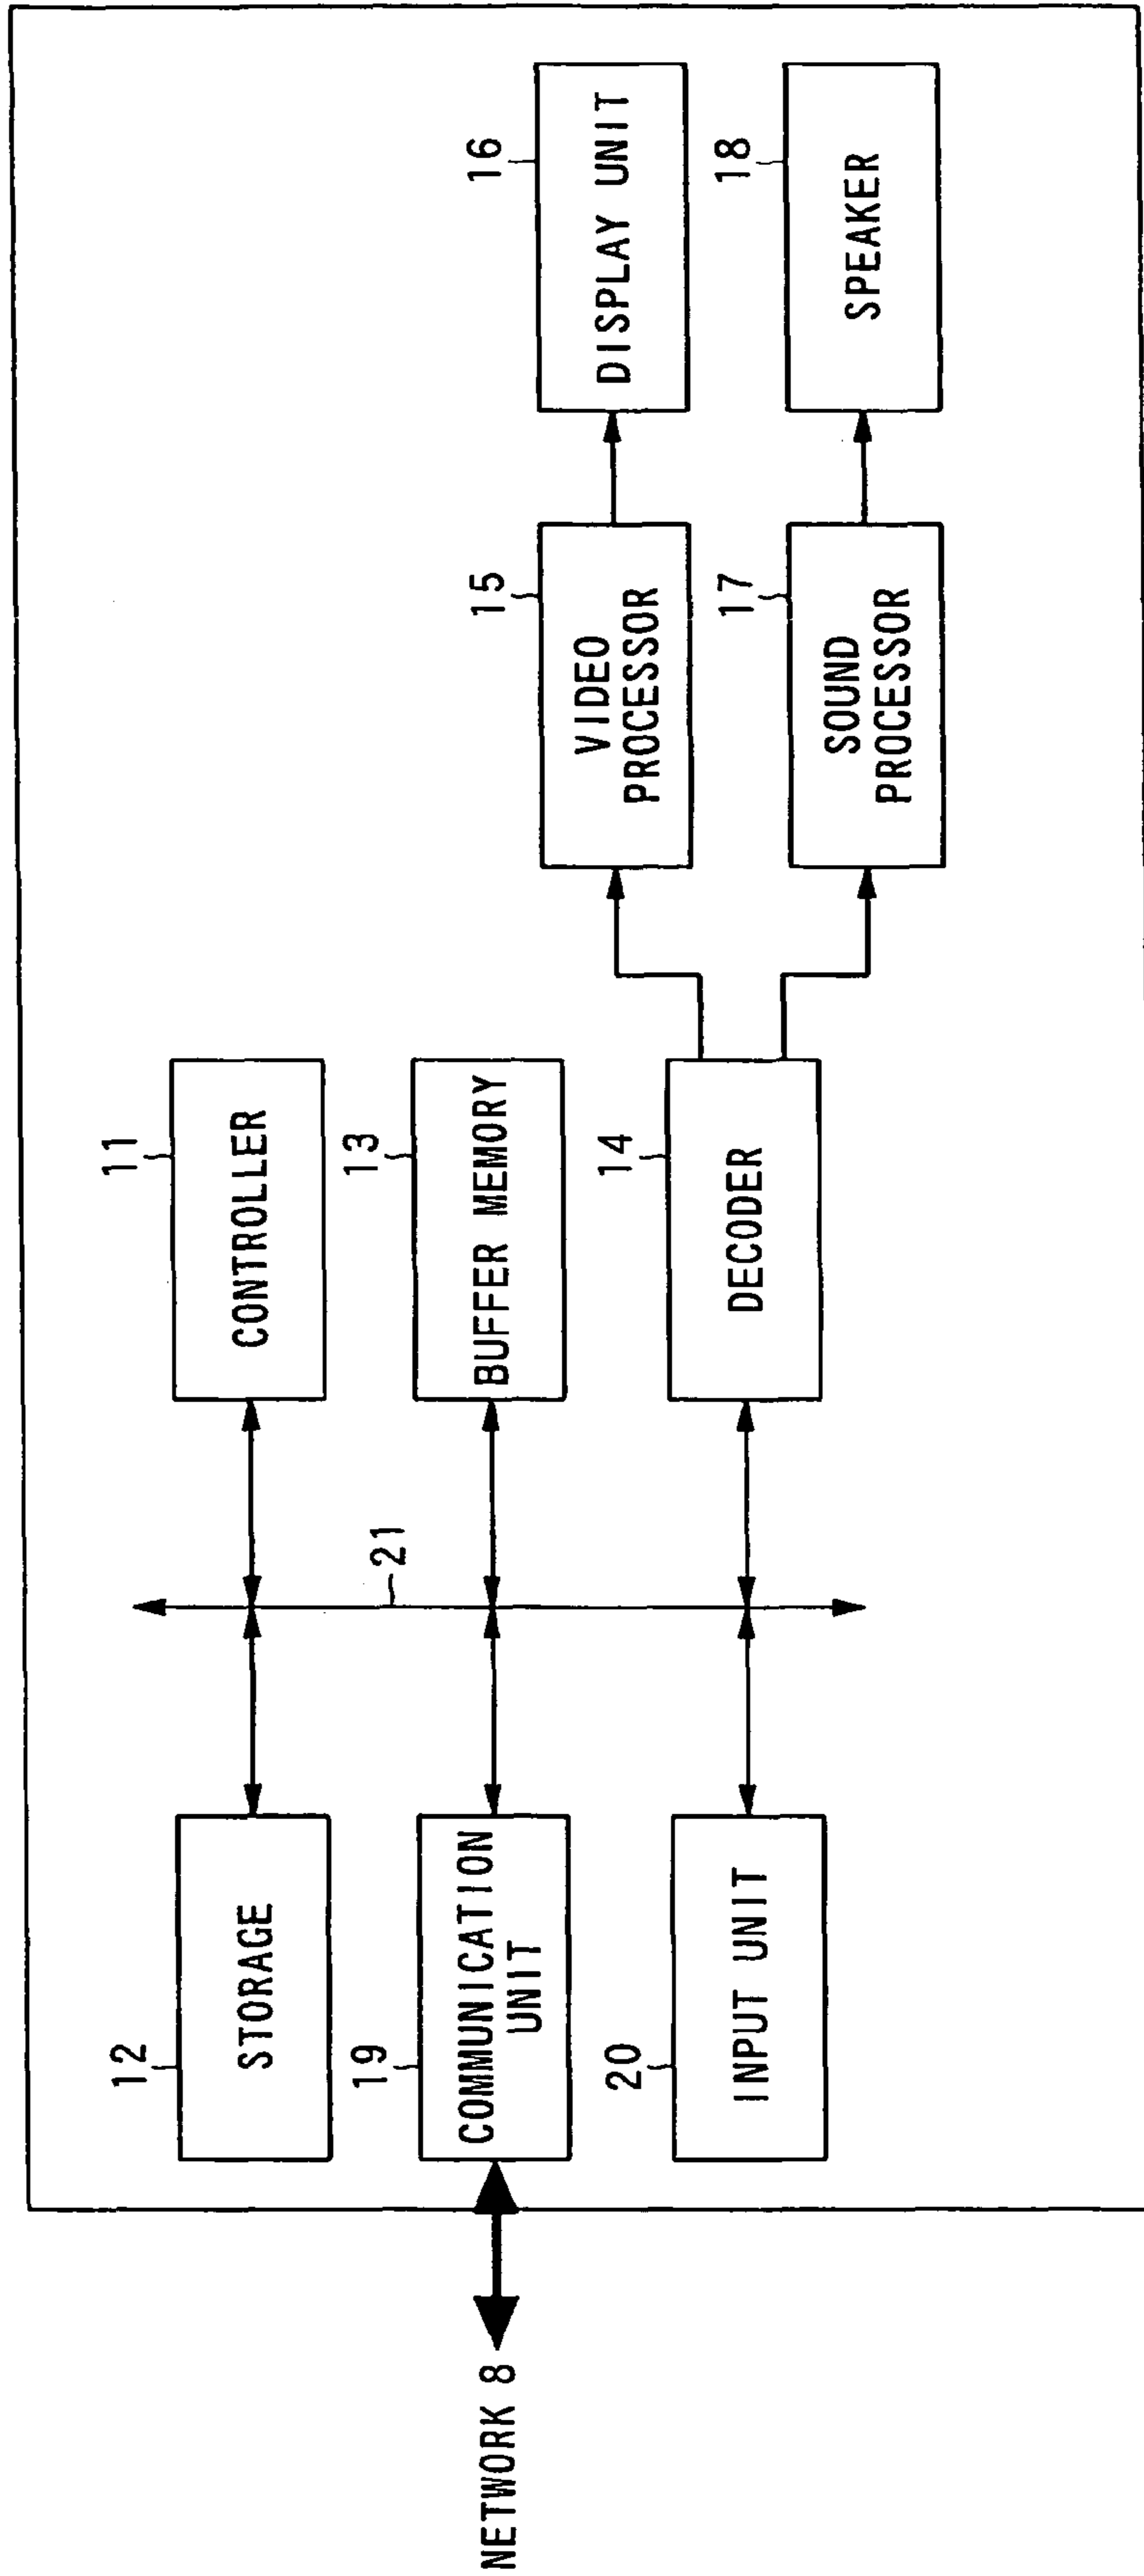 12
STORAGE
19
COMMUNICATION
UNIT
20
INPUT UNIT
NETWORK 8
21
11
CONTROLLER
13
BUFFER MEMORY
14
DECODER
15
VIDEO
PROCESSOR
17
SOUND
PROCESSOR
16
DISPLAY UNIT
18
SPEAKER